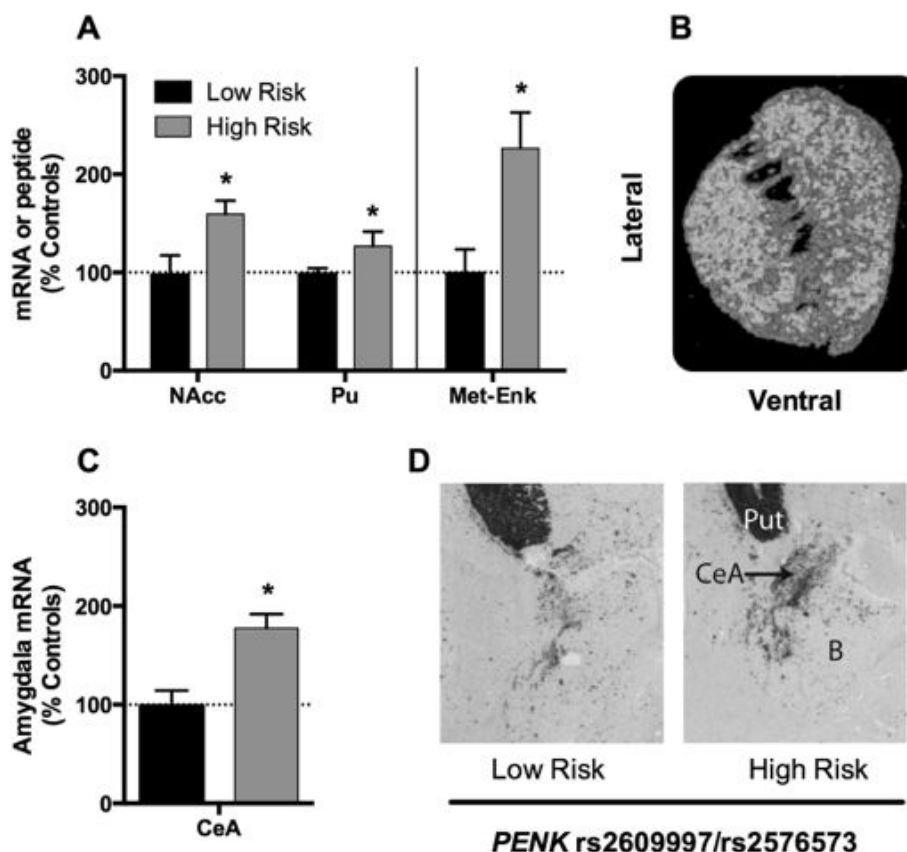 A
mRNA or peptide
(% Controls)
300
200
100
0
Low Risk
High Risk
*
*
*
NAcc
Pu
Met-Enk
B
Lateral
Ventral
C
Amygdala mRNA
(% Controls)
300
200
100
0
*
CeA
D
Put
CeA
B
Low Risk
High Risk
PENK rs2609997/rs2576573